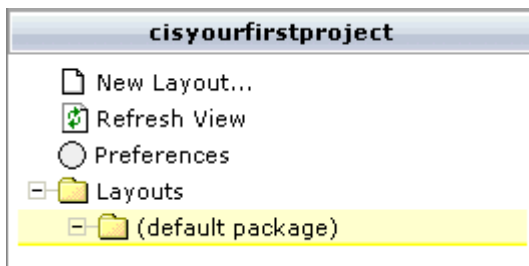 cisyourfirstproject
New Layout...
Refresh View
Preferences
Layouts
(default package)